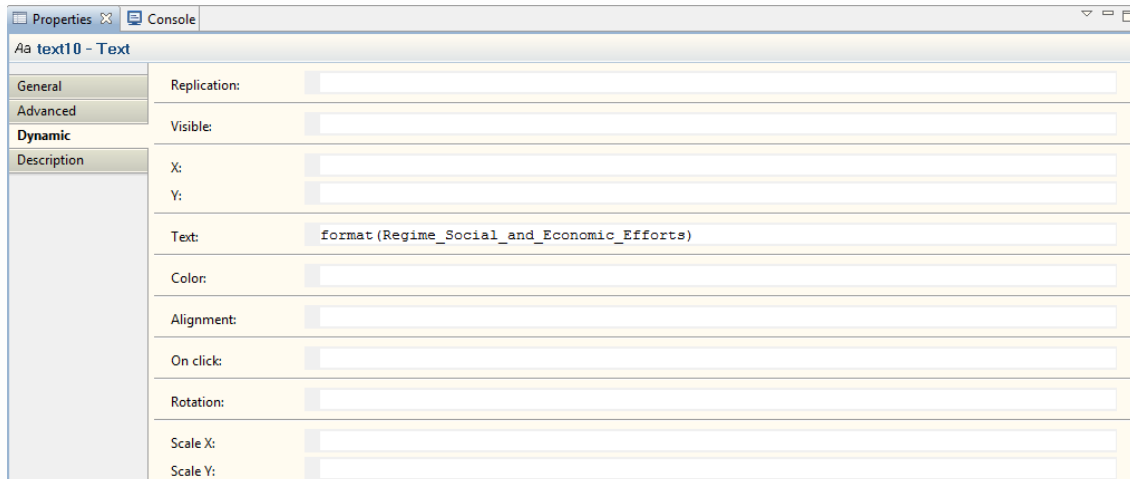 Properties Console
Aa text10 - Text
General
Advanced
Dynamic
Description
Replication:
Visible:
X:
Y:
Text: format(Regime_Social_and_Economic_Efforts)
Color:
Alignment:
On click:
Rotation:
Scale X:
Scale Y: